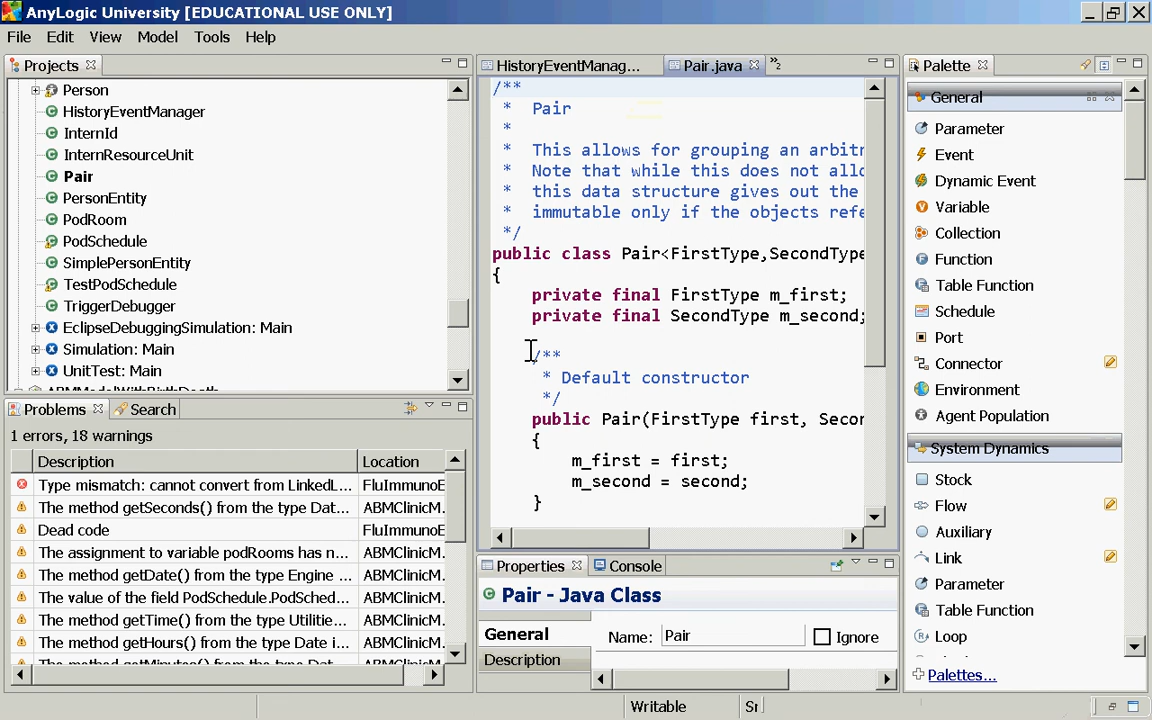 AnyLogic University [EDUCATIONAL USE ONLY]
File Edit View Model Tools Help
Projects
Person
HistoryEventManager
InternId
InternResourceUnit
Pair
PersonEntity
PodRoom
PodSchedule
SimplePersonEntity
TestPodSchedule
TriggerDebugger
EclipseDebuggingSimulation: Main
Simulation: Main
UnitTest: Main
Problems Search
1 errors, 18 warnings
Description Location
Type mismatch: cannot convert from LinkedL... FluImmunoE
The method getSeconds() from the type Dat... ABMClinicM.
Dead code FluImmunoE
The assignment to variable podRooms has n... ABMClinicM.
The method getDate() from the type Engine ... ABMClinicM.
The value of the field PodSchedule.PodSched... ABMClinicM.
The method getTime() from the type Utilitie... ABMClinicM.
The method getHours() from the type Date i... ABMClinicM.
HistoryEventManag... Pair.java »2
/**
* Pair
*
* This allows for grouping an arbitr
* Note that while this does not allo
* this data structure gives out the
* immutable only if the objects refe
*/
public class Pair<FirstType,SecondType
{
private final FirstType m_first;
private final SecondType m_second;
/**
* Default constructor
*/
public Pair(FirstType first, Secon
{
m_first = first;
m_second = second;
}
Properties Console
Pair - Java Class
General
Name: Pair Ignore
Description
Palette
General
Parameter
Event
Dynamic Event
Variable
Collection
Function
Table Function
Schedule
Port
Connector
Environment
Agent Population
System Dynamics
Stock
Flow
Auxiliary
Link
Parameter
Table Function
Loop
Palettes...
Writable